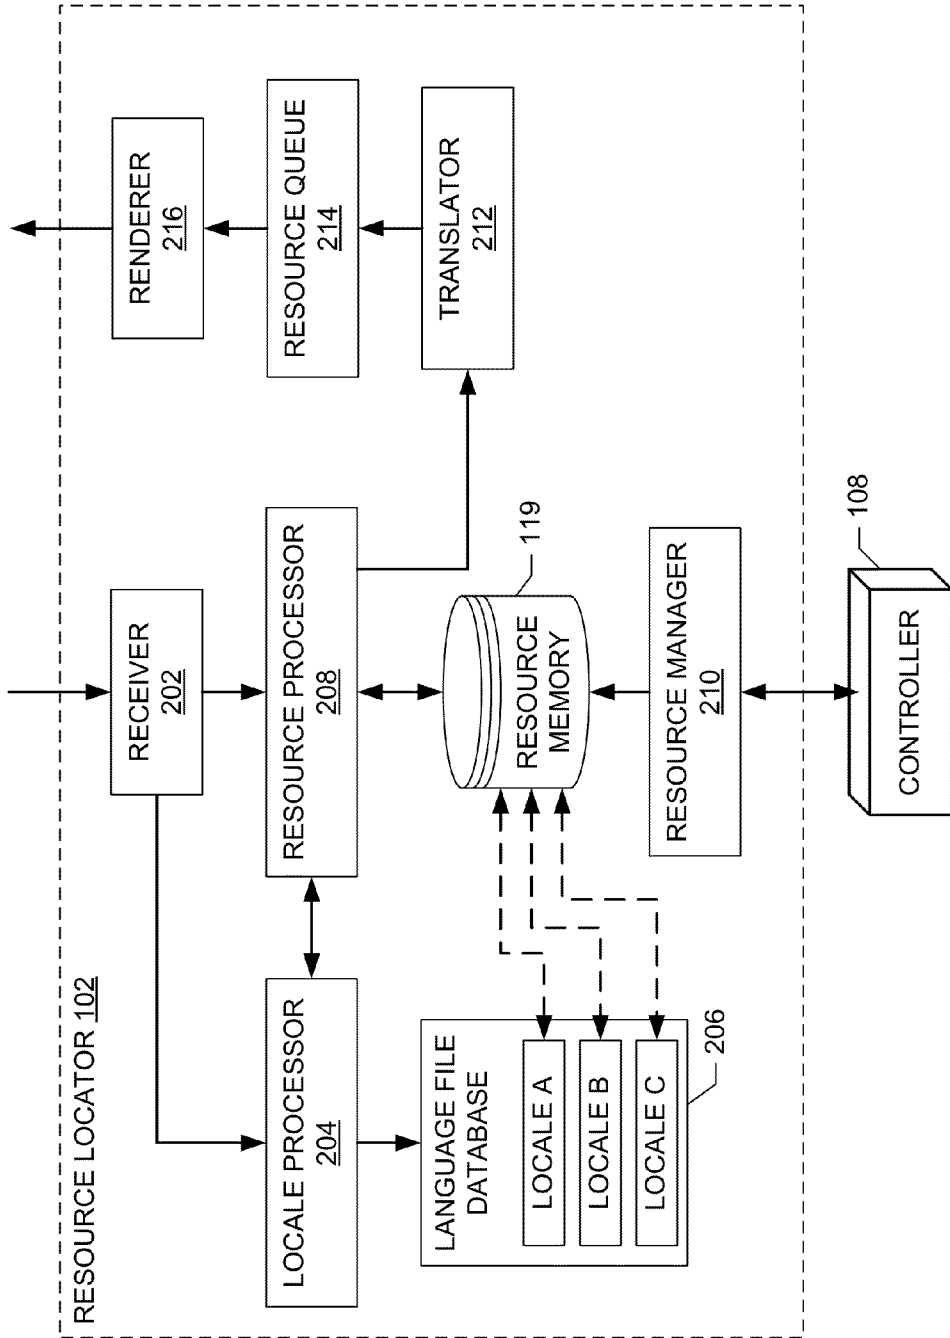 RESOURCE LOCATOR 102
RECEIVER
202
RENDERER
216
LOCALE PROCESSOR
204
RESOURCE PROCESSOR
208
RESOURCE QUEUE
214
LANGUAGE FILE
DATABASE
LOCALE A
LOCALE B
LOCALE C
206
RESOURCE
MEMORY
119
TRANSLATOR
212
RESOURCE MANAGER
210
CONTROLLER
108